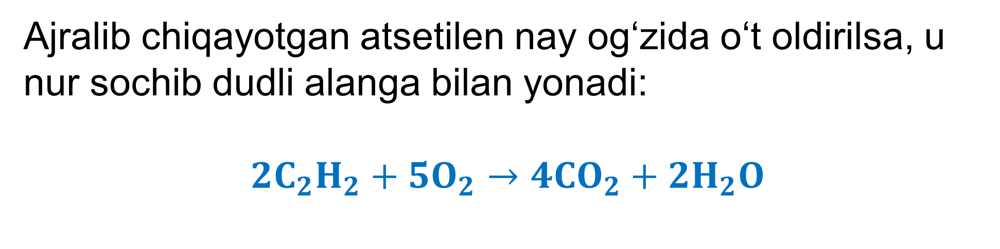 Ajralib chiqayotgan atsetilen nay og‘zida o‘t oldirilsa, u
nur sochib dudli alanga bilan yonadi:
2C₂H₂ + 5O₂ → 4CO₂ + 2H₂O